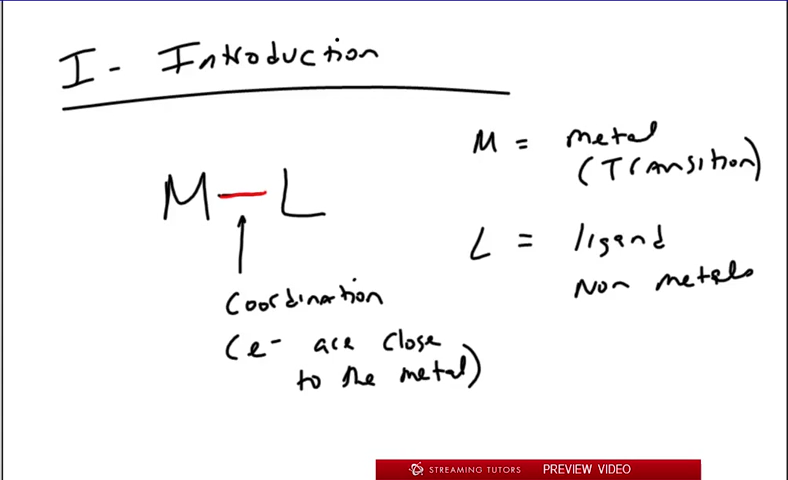 I - Introduction
M = metal
(Transition)
M — L
L = ligand
Non metals
Coordination
(e- are close
to the metal)
STREAMING TUTORS PREVIEW VIDEO